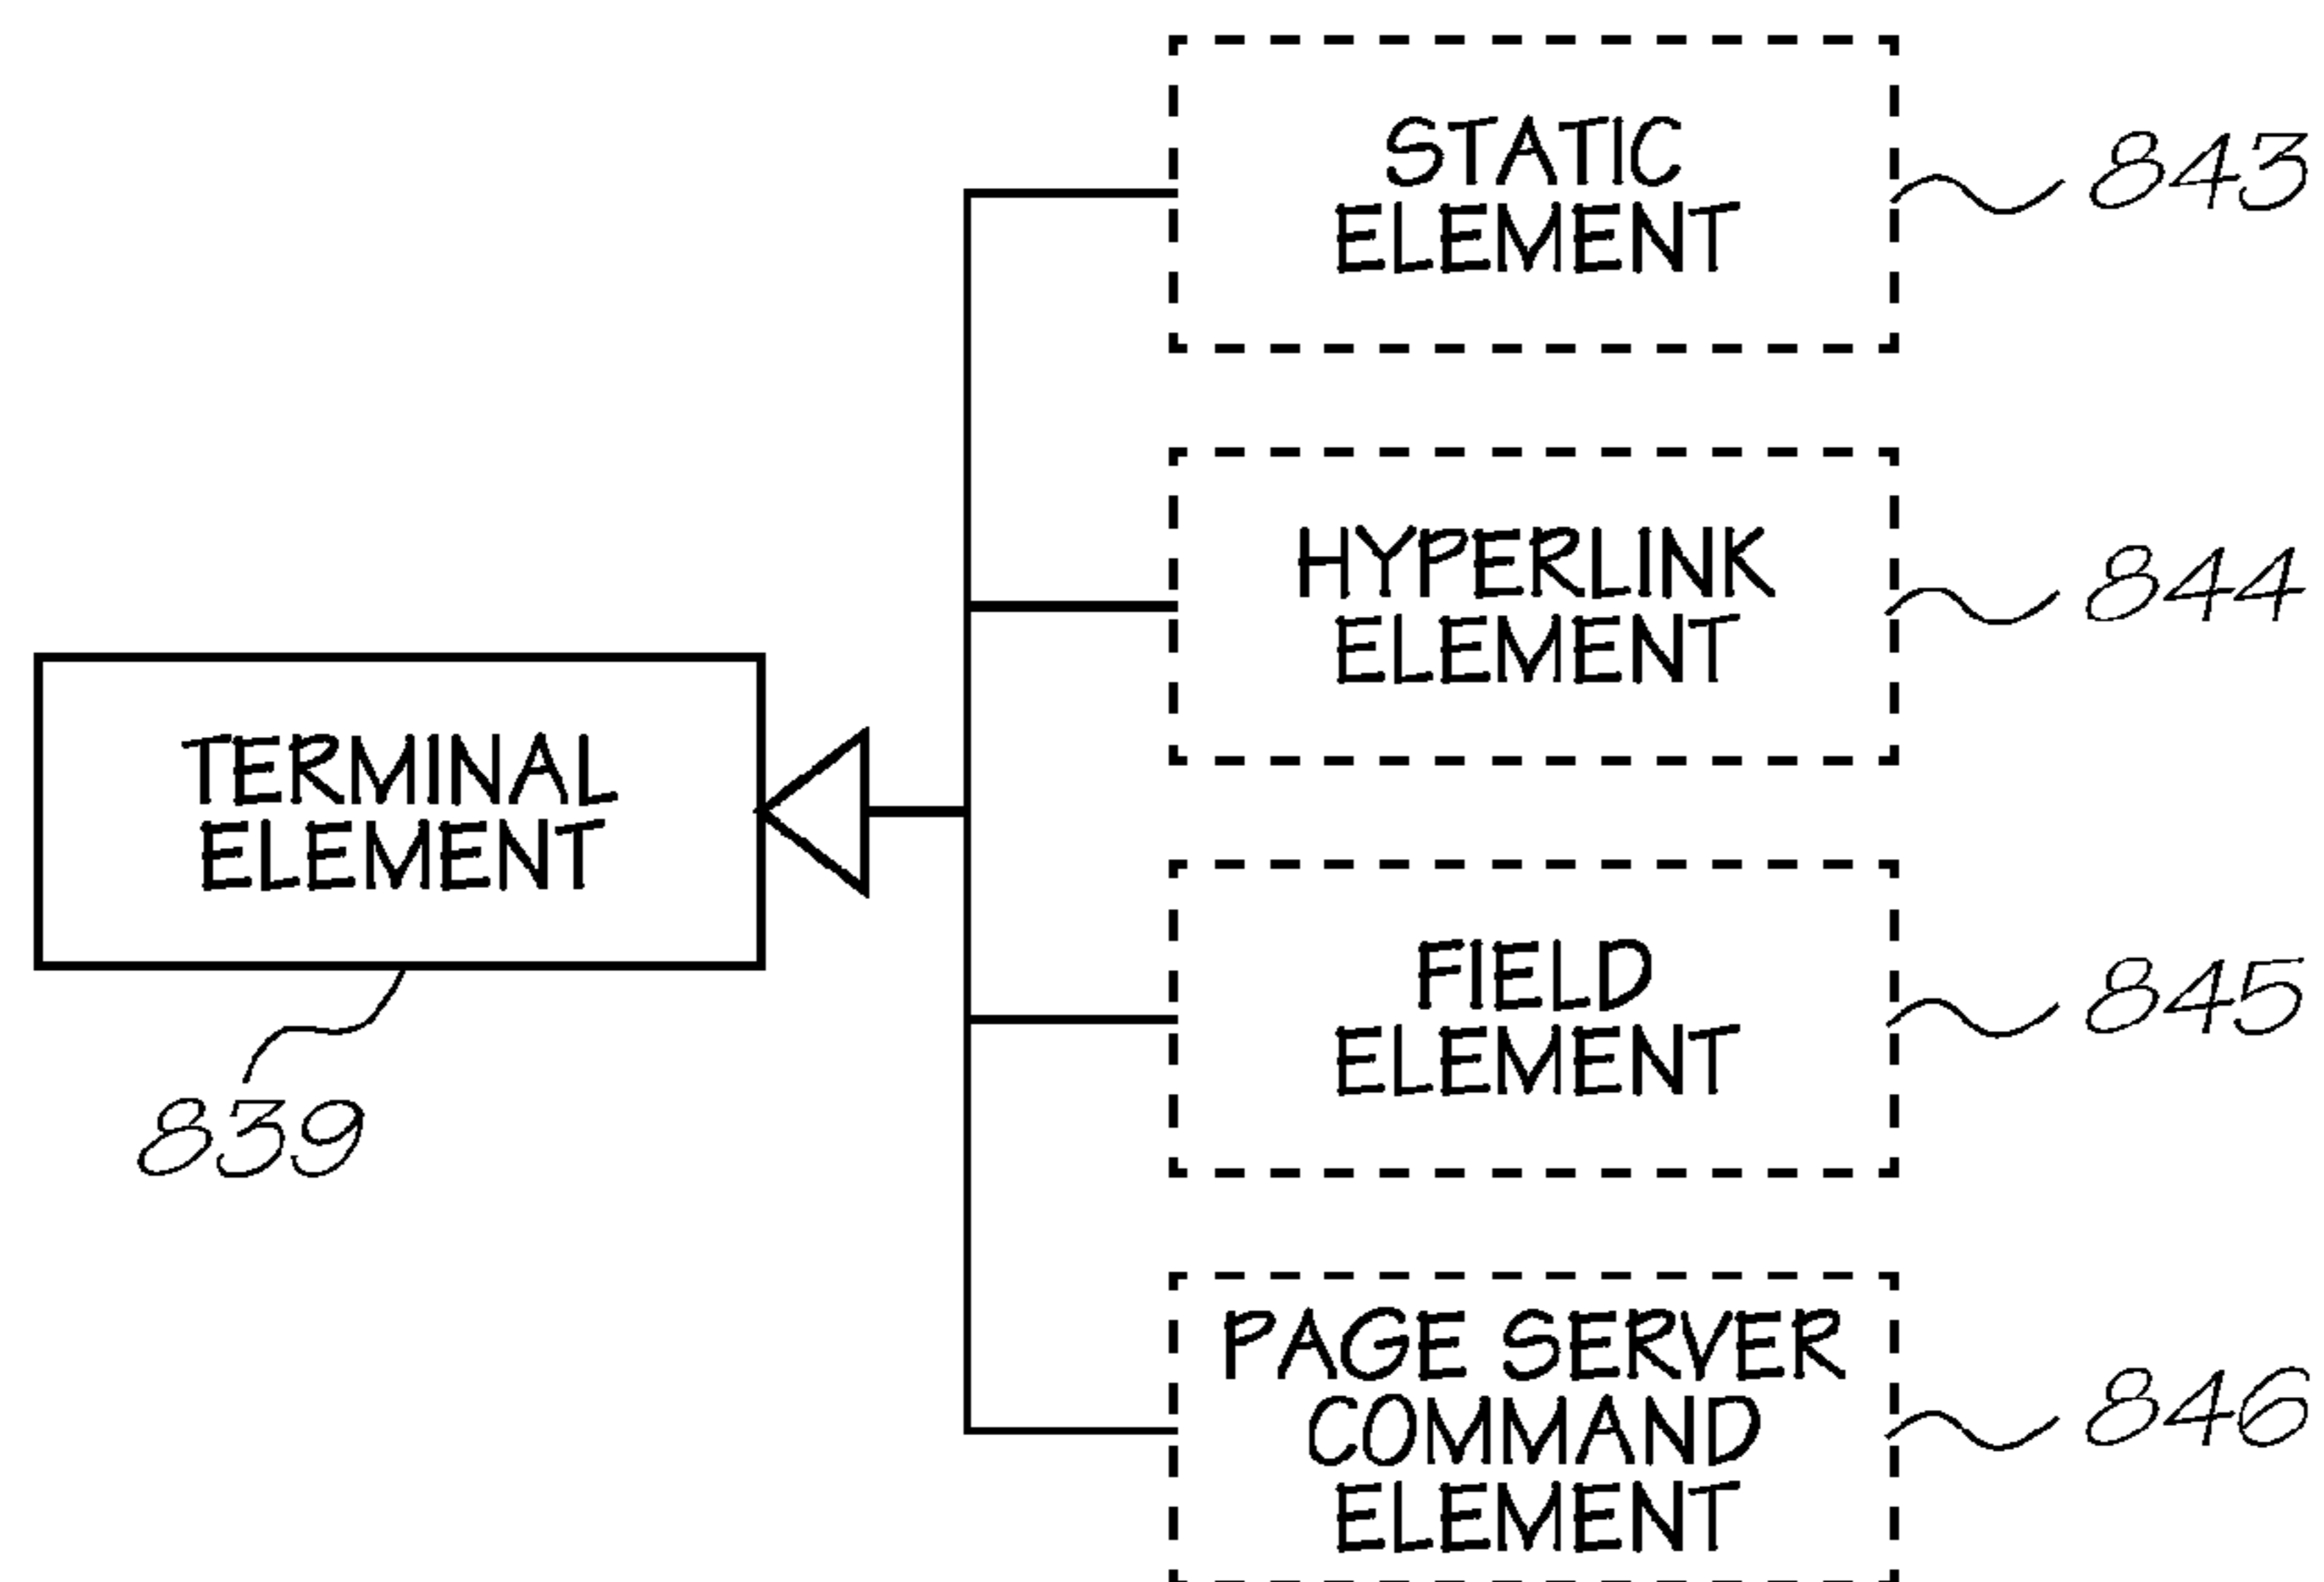 STATIC
ELEMENT
843
HYPERLINK
ELEMENT
844
TERMINAL
ELEMENT
839
FIELD
ELEMENT
845
PAGE SERVER
COMMAND
ELEMENT
846